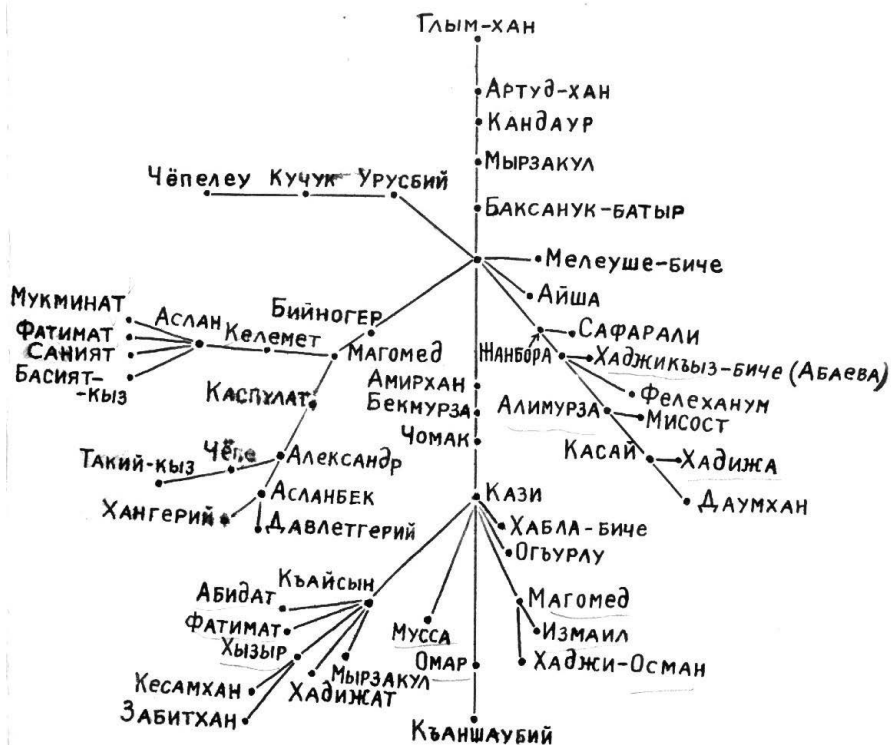 Глым-хан
Артуд-хан
Кандаур
Мырзакул
Чёпелеу Кучук Урусбий
Баксанук-батыр
Мелеуше-биче
Айша
Мукминат
Аслан
Бийногер
Сафарали
Фатимат
Келемет
Саният
Магомед
Жанбора
Хаджикъыз-биче (Абаева)
Басият-
-кыз
Амирхан
Фелеханум
Каспулат
Бекмурза
Алимурза
Мисост
Чомак
Такий-кыз
Чёпе
Александр
Касай
Хадижа
Хангерий
Асланбек
Кази
Даумхан
Давлетгерий
Хабла-биче
Огъурлу
Къайсын
Абидат
Магомед
Фатимат
Мусса
Измаил
Хызыр
Омар
Хаджи-Осман
Кесамхан
Мырзакул
Хадижат
Забитхан
Къаншаубий